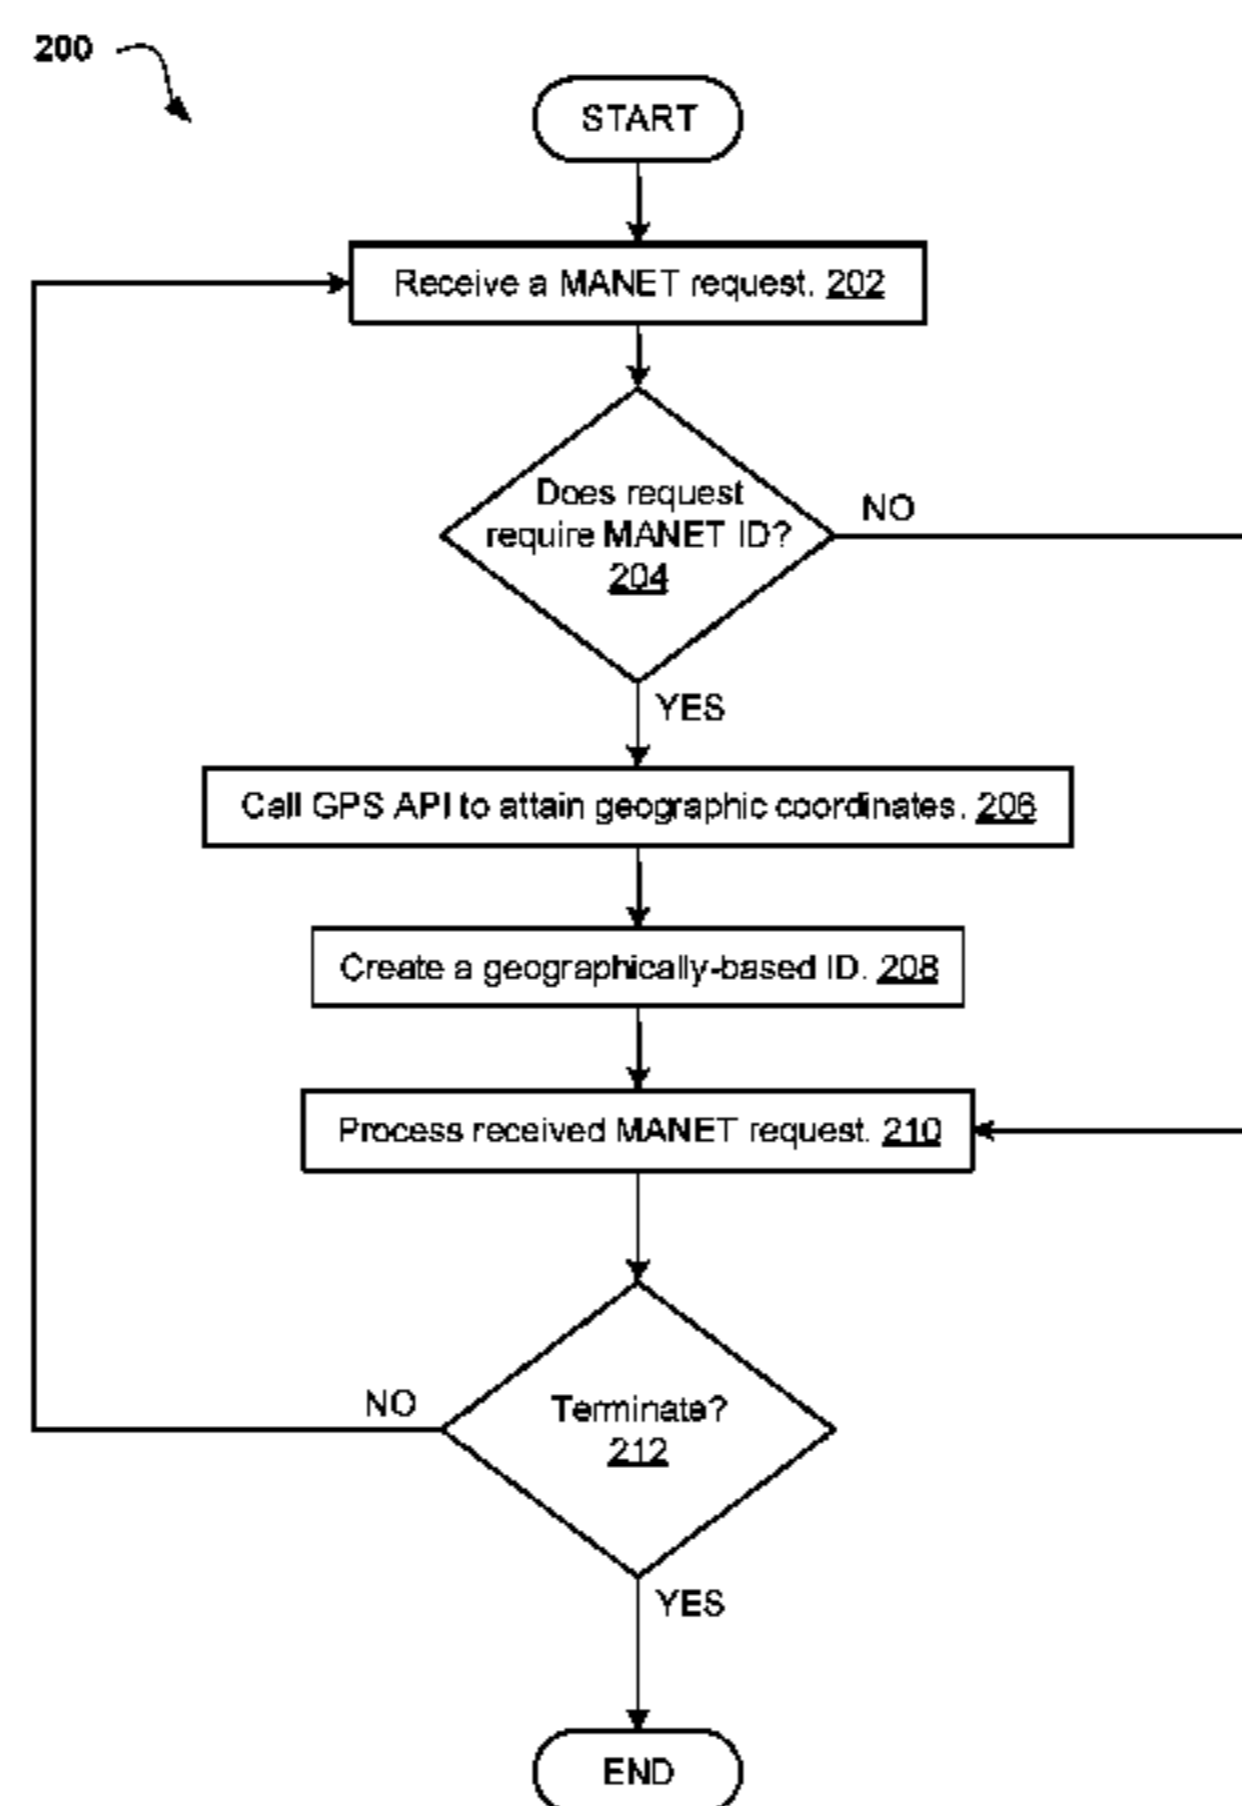 200
START
Receive a MANET request. 202
Does request
require MANET ID?
204
NO
YES
Call GPS API to attain geographic coordinates. 206
Create a geographically-based ID. 208
Process received MANET request. 210
NO
Terminate?
212
YES
END